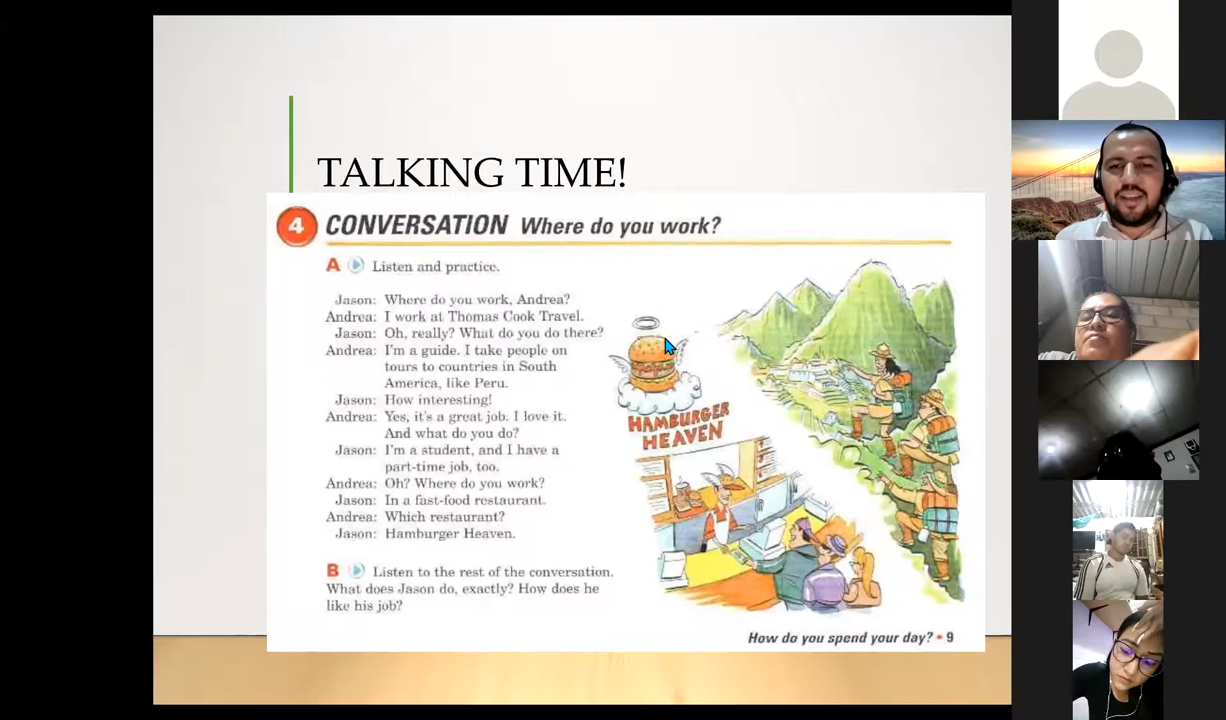 TALKING TIME!
4 CONVERSATION Where do you work?
A Listen and practice.
Jason: Where do you work, Andrea?
Andrea: I work at Thomas Cook Travel.
Jason: Oh, really? What do you do there?
Andrea: I'm a guide. I take people on
tours to countries in South
America, like Peru.
Jason: How interesting!
Andrea: Yes, it's a great job. I love it.
And what do you do?
Jason: I'm a student, and I have a
part-time job, too.
Andrea: Oh? Where do you work?
Jason: In a fast-food restaurant.
Andrea: Which restaurant?
Jason: Hamburger Heaven.
B Listen to the rest of the conversation.
What does Jason do, exactly? How does he
like his job?
HAMBURGER
HEAVEN
How do you spend your day? • 9